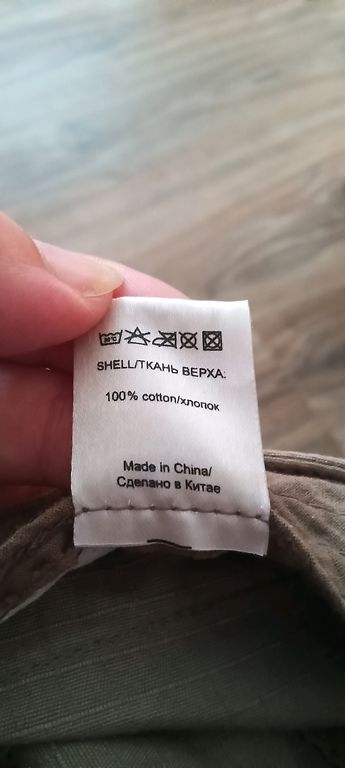 SHELL/ТКАНЬ ВЕРХА:
100% cotton/хлопок
Made in China/
Сделано в Китае